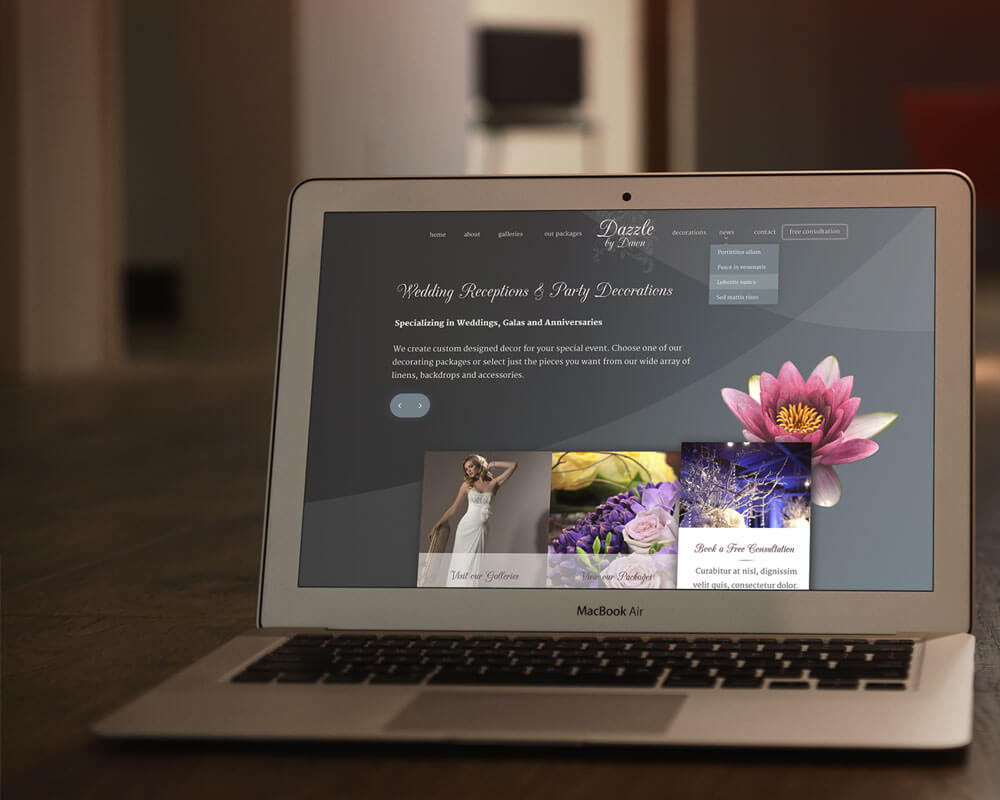 home about galleries our packages Dazzle decorations news contact free consultation
by Dawn
Porttitor ullam
Fusce in venenatis
Lobortis nunc
Sed mattis risus
Wedding Receptions & Party Decorations
Specializing in Weddings, Galas and Anniversaries
We create custom designed decor for your special event. Choose one of our
decorating packages or select just the pieces you want from our wide array of
linens, backdrops and accessories.
Visit our Galleries
View our Packages
Book a Free Consultation
Curabitur at nisl, dignissim
velit quis, consectetur dolor.
MacBook Air